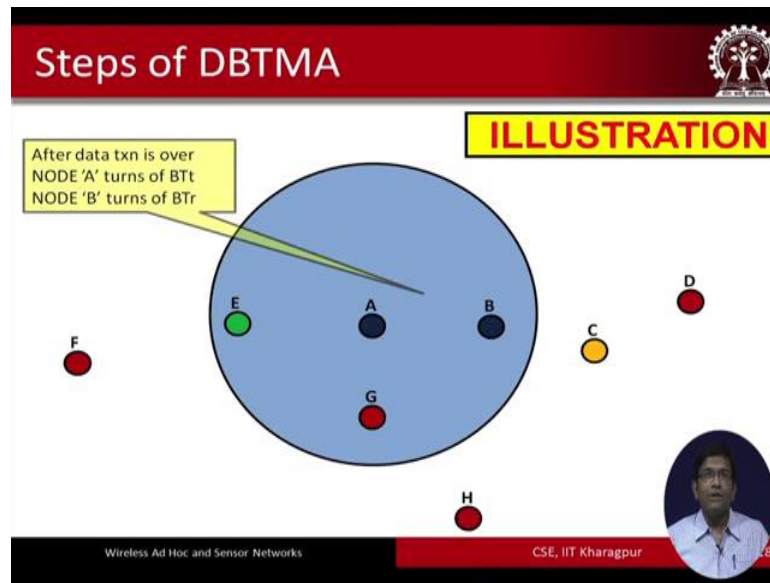 Steps of DBTMA
ILLUSTRATION
After data txn is over
NODE 'A' turns of BTt
NODE 'B' turns of BTr
E
A
B
D
C
F
G
H
Wireless Ad Hoc and Sensor Networks
CSE, IIT Kharagpur